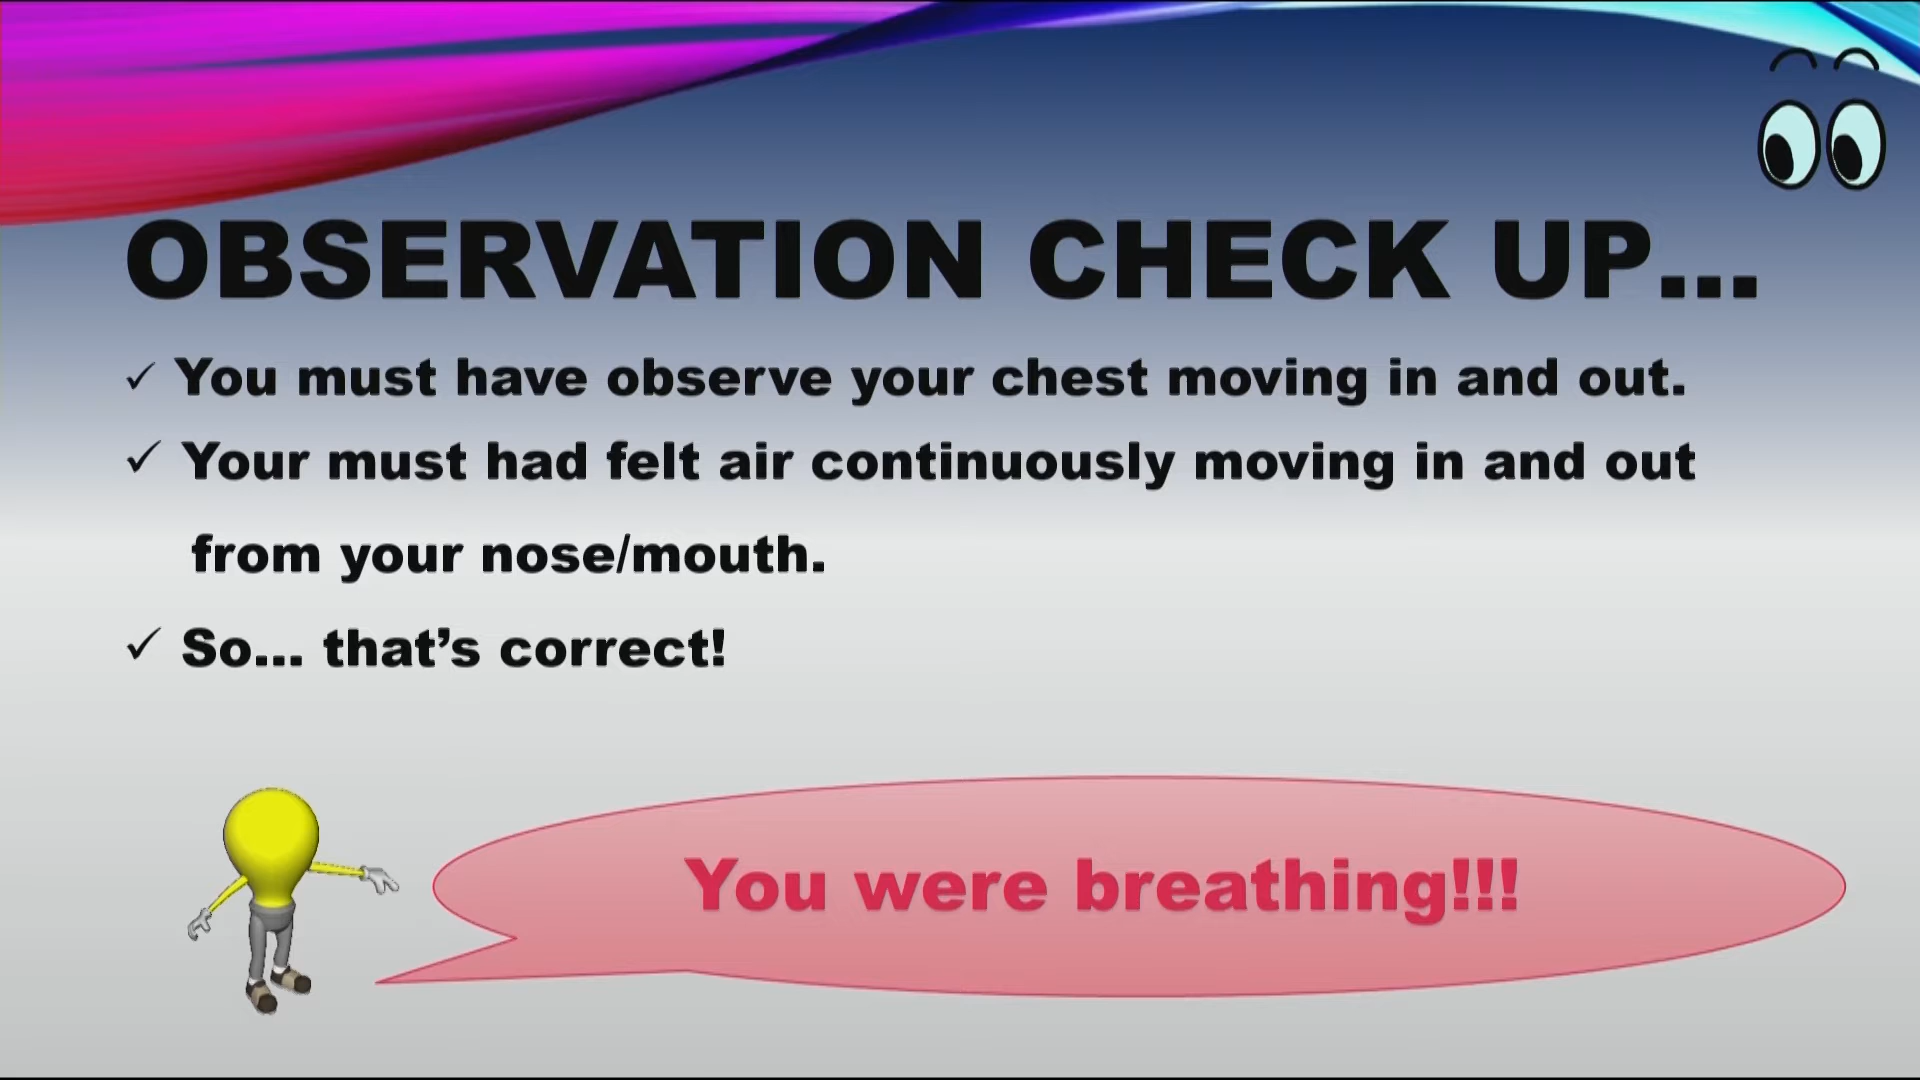 OBSERVATION CHECK UP...
✓ You must have observe your chest moving in and out.
✓ Your must had felt air continuously moving in and out
from your nose/mouth.
✓ So... that’s correct!
You were breathing!!!